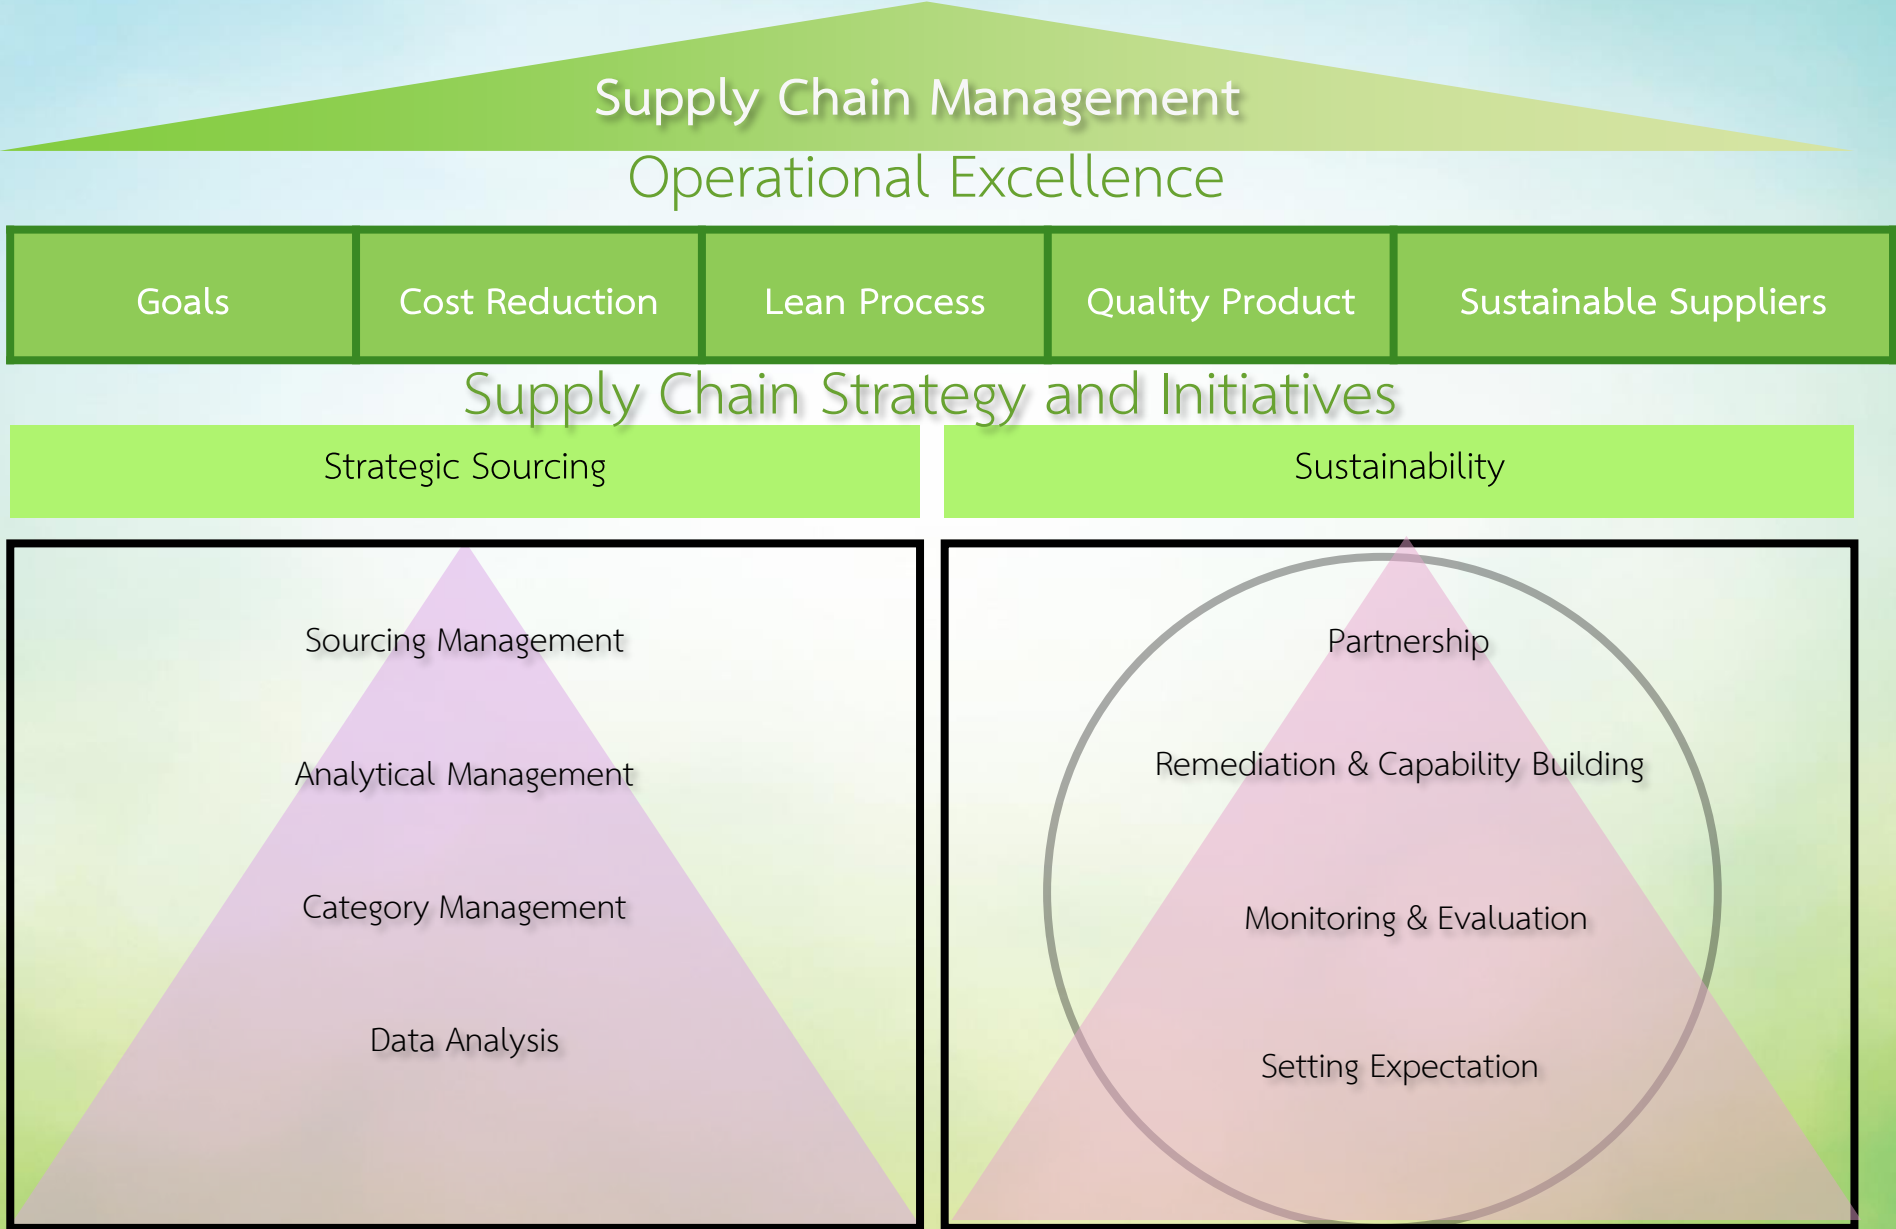 Supply Chain Management
Operational Excellence
Goals
Cost Reduction
Lean Process
Quality Product
Sustainable Suppliers
Supply Chain Strategy and Initiatives
Strategic Sourcing
Sustainability
Sourcing Management
Analytical Management
Category Management
Data Analysis
Partnership
Remediation & Capability Building
Monitoring & Evaluation
Setting Expectation